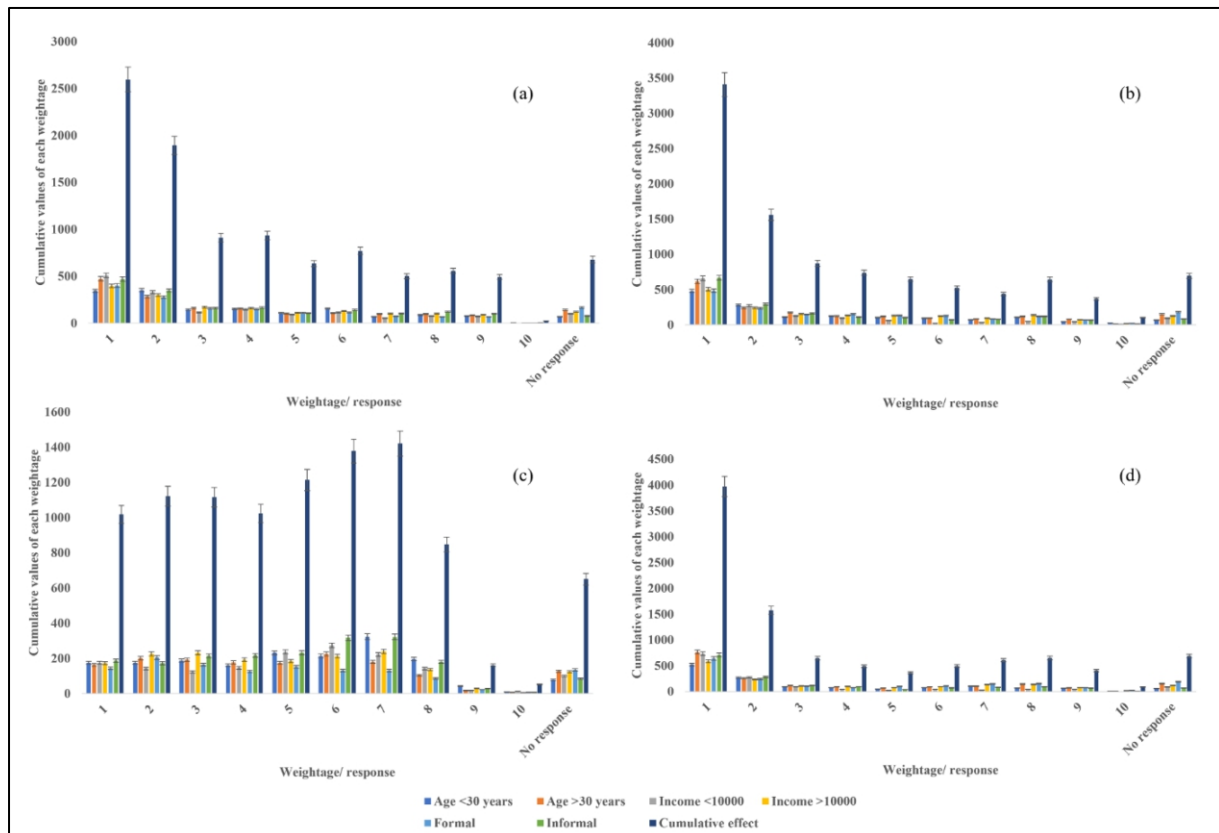 3000
2500
2000
1500
1000
500
0
Cumulative values of each weightage
(a)
1 2 3 4 5 6 7 8 9 10 No response
Weightage/ response
4000
3500
3000
2500
2000
1500
1000
500
0
Cumulative values of each weightage
(b)
1 2 3 4 5 6 7 8 9 10 No response
Weightage/ response
1600
1400
1200
1000
800
600
400
200
0
Cumulative values of each weightage
(c)
1 2 3 4 5 6 7 8 9 10 No response
Weightage/ response
4500
4000
3500
3000
2500
2000
1500
1000
500
0
Cumulative values of each weightage
(d)
1 2 3 4 5 6 7 8 9 10 No response
Weightage/ response
Age <30 years Age >30 years Income <10000 Income >10000
Formal Informal Cumulative effect